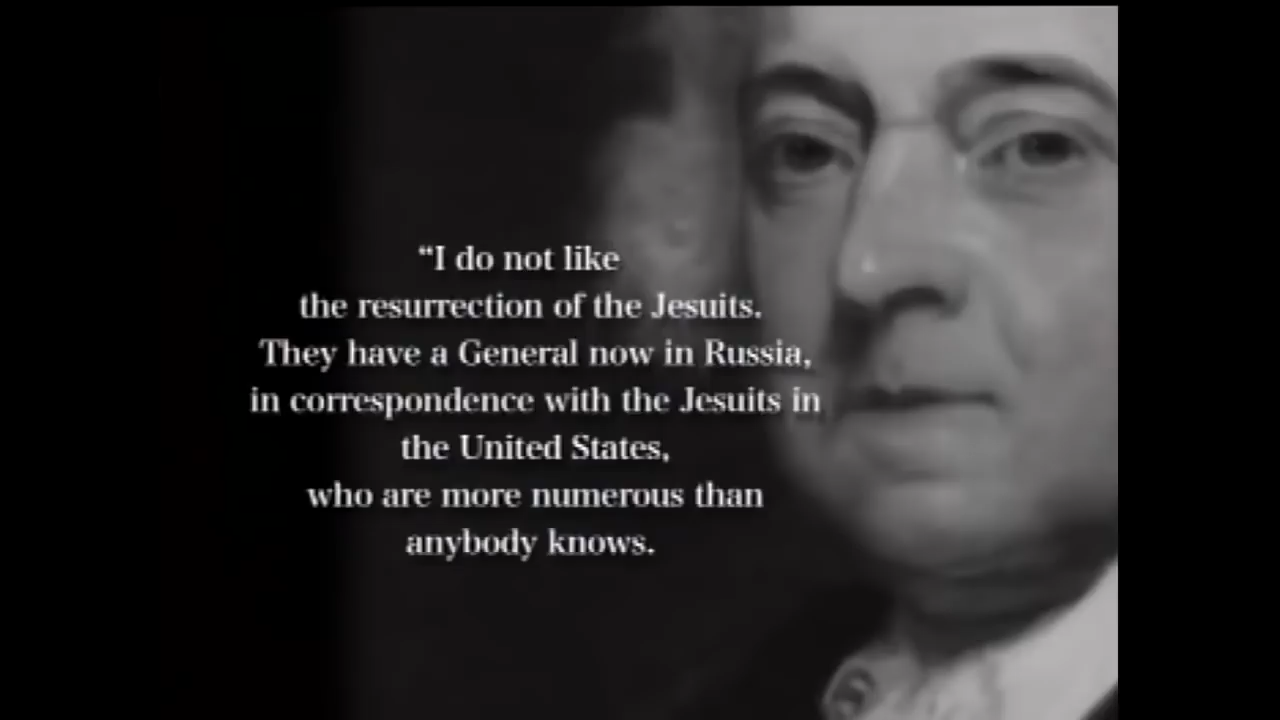 “I do not like
the resurrection of the Jesuits.
They have a General now in Russia,
in correspondence with the Jesuits in
the United States,
who are more numerous than
anybody knows.